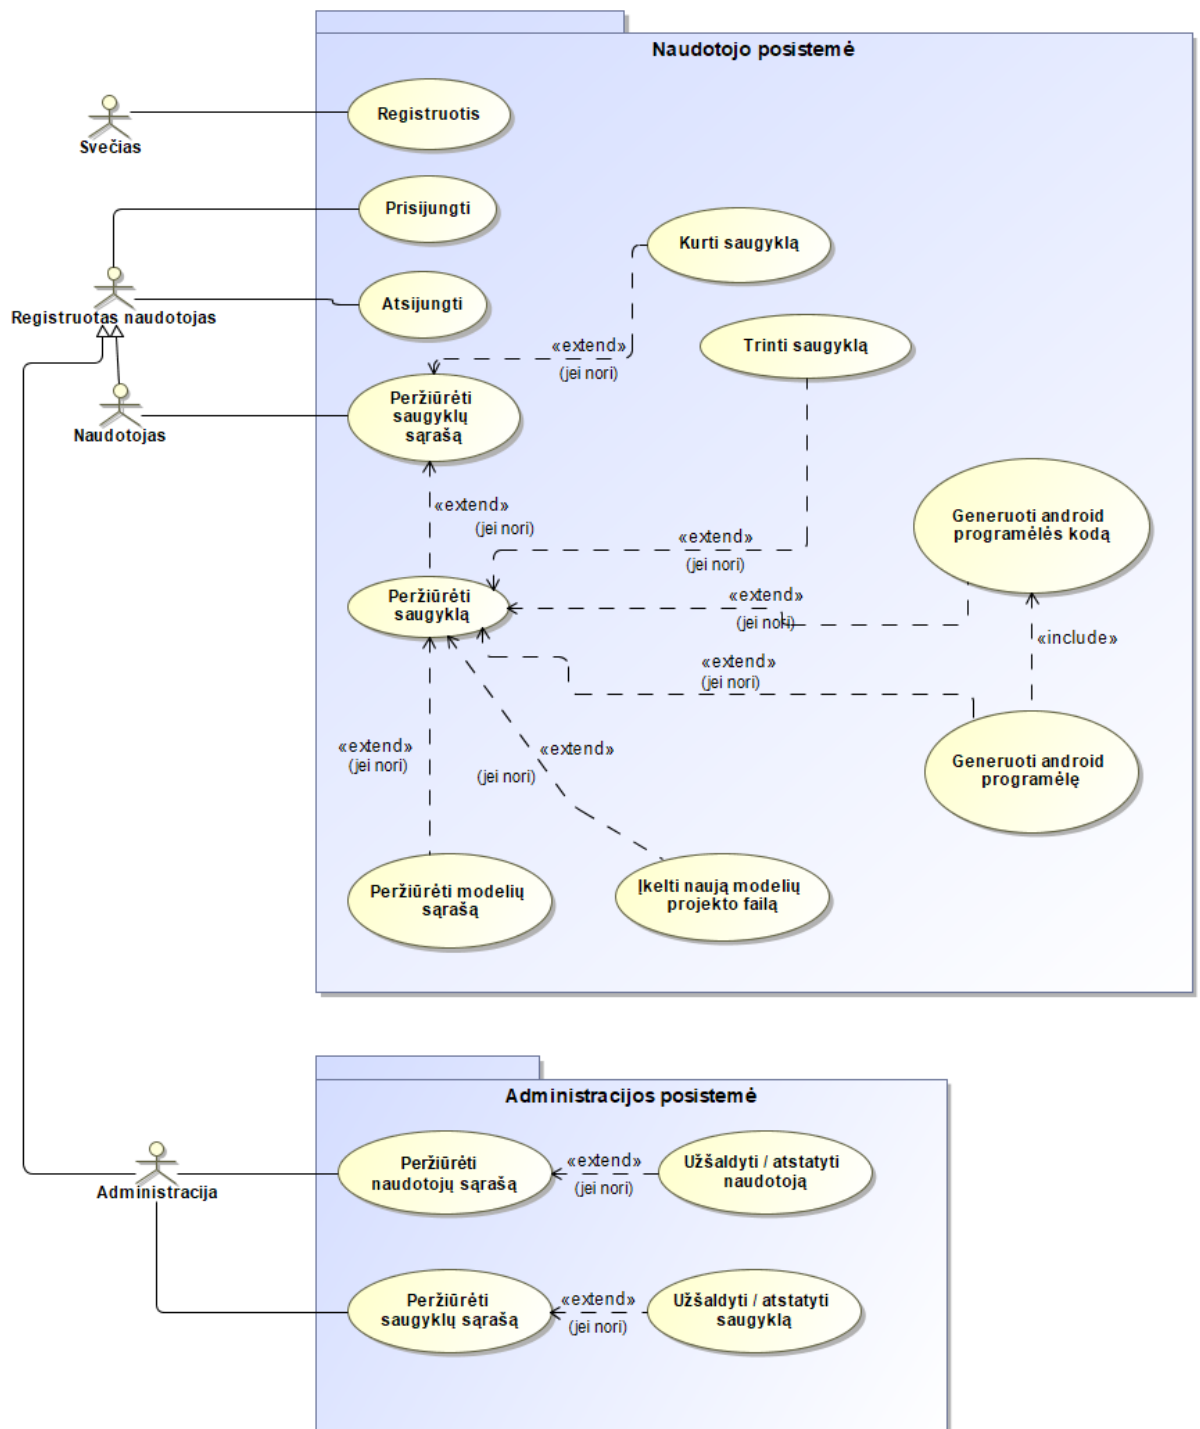 Naudotojo posistemė
Registruotis
Svečias
Prisijungti
Kurti saugyklą
Registruotas naudotojas
Atsijungti
«extend»
(jei nori)
Trinti saugyklą
Peržiūrėti
saugyklų
sąrašą
Naudotojas
«extend»
(jei nori)
«extend»
(jei nori)
Generuoti android
programėlės kodą
Peržiūrėti
saugyklą
«extend»
(jei nori)
«include»
«extend»
(jei nori)
«extend»
(jei nori)
«extend»
(jei nori)
Generuoti android
programėlę
Peržiūrėti modelių
sąrašą
Įkelti naują modelių
projekto failą
Administracijos posistemė
Peržiūrėti
naudotojų sąrašą
«extend»
(jei nori)
Užšaldyti / atstatyti
naudotoją
Administracija
Peržiūrėti
saugyklų sąrašą
«extend»
(jei nori)
Užšaldyti / atstatyti
saugyklą